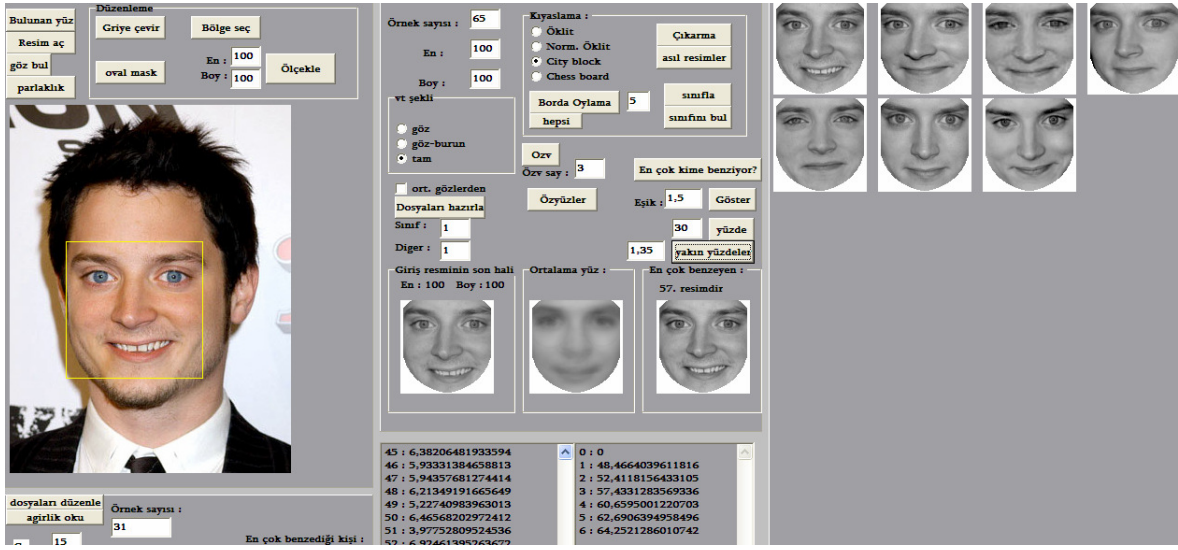 Bulunan yüz
Resim aç
göz bul
parlaklık
Düzenleme
Griye çevir
Bölge seç
oval mask
En : 100
Boy : 100
Ölçekle
Örnek sayısı : 65
En : 100
Boy : 100
vt şekli
göz
göz-burun
tam
ort. gözlerden
Dosyaları hazırla
Sınıf : 1
Diger : 1
Kıyaslama :
Öklit
Norm. Öklit
City block
Chess board
Çıkarma
asıl resimler
Borda Oylama 5
hepsi
sınıfla
sınıfını bul
Ozv
Özv say : 3
Özyüzler
En çok kime benziyor?
Eşik : 1,5
Göster
30
yüzde
1,35
yakın yüzdeler
Giriş resminin son hali
En : 100 Boy : 100
Ortalama yüz :
En çok benzeyen :
57. resimdir
45 : 6,38206481933594
46 : 5,93331384658813
47 : 5,94357681274414
48 : 6,21349191665649
49 : 5,22740983963013
50 : 6,46568202972412
51 : 3,97752809524536
52 : 6,92461395263672
0 : 0
1 : 48,4664039611816
2 : 52,4118156433105
3 : 57,4331283569336
4 : 60,6595001220703
5 : 62,6906394958496
6 : 64,2521286010742
dosyaları düzenle
agirlik oku
Örnek sayısı :
31
15
En çok benzediği kişi :